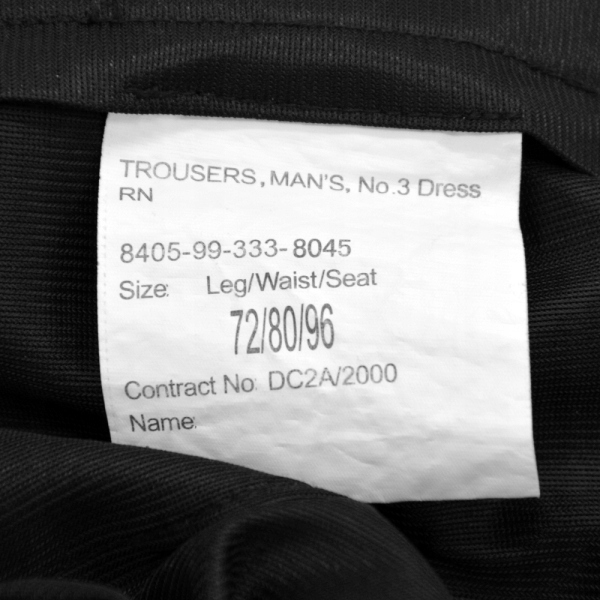 TROUSERS, MAN'S, No.3 Dress
RN
8405-99-333-8045
Size: Leg/Waist/Seat
72/80/96
Contract No: DC2A/2000
Name: